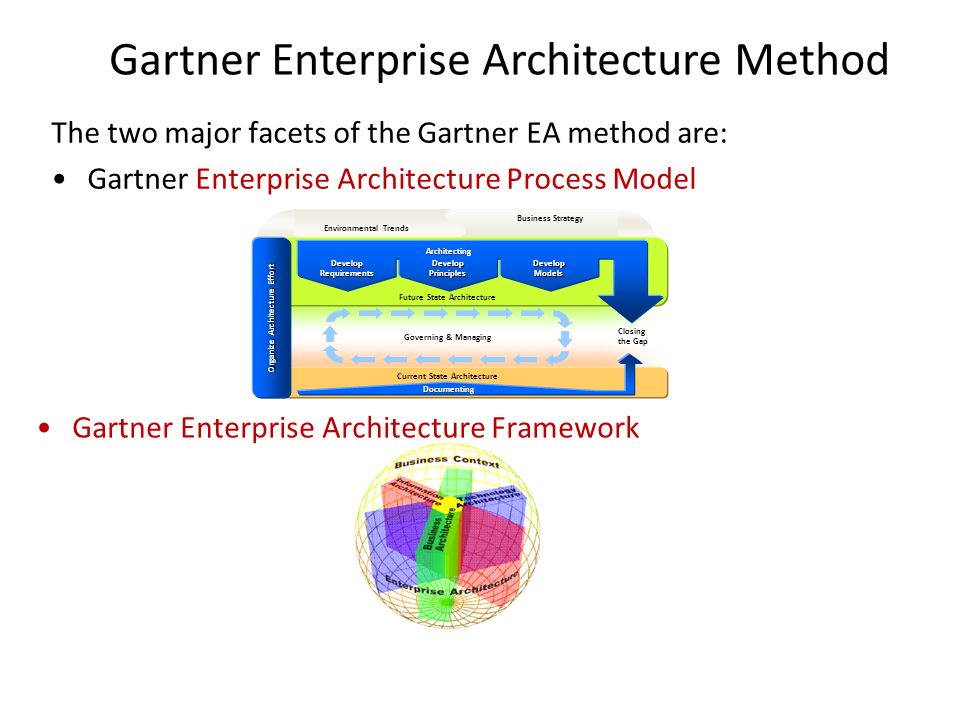 Gartner Enterprise Architecture Method
The two major facets of the Gartner EA method are:
• Gartner Enterprise Architecture Process Model
Business Strategy
Environmental Trends
Organize Architecture Effort
Architecting
Develop
Requirements
Develop
Principles
Develop
Models
Future State Architecture
Governing & Managing
Closing
the Gap
Current State Architecture
Documenting
• Gartner Enterprise Architecture Framework
Business Context
Information
Architecture
Technology
Architecture
Business
Architecture
Enterprise Architecture